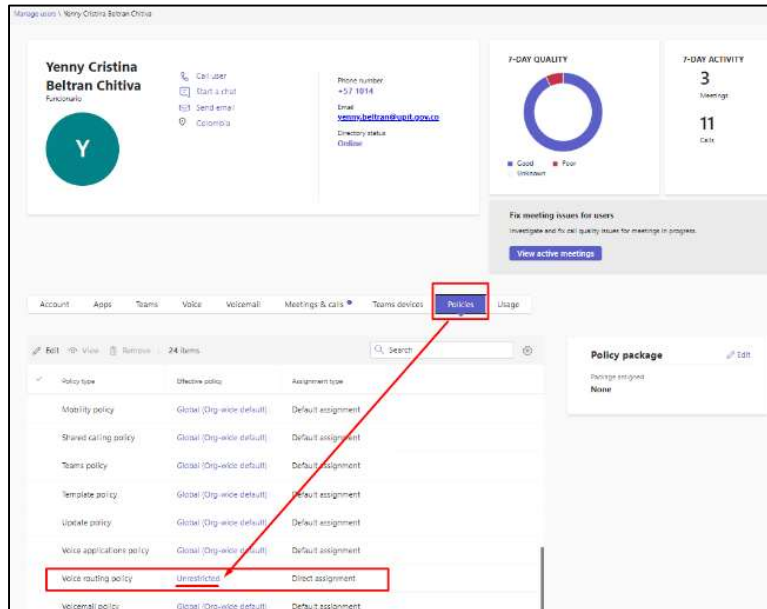 Manage users \ Yenny Cristina Beltran Chitiva
Yenny Cristina
Beltran Chitiva
Funcionario
Y
Call user
Start a chat
Send email
Colombia
Phone number
+57 1014
Email
yenny.beltran@upit.gov.co
Directory status
Online
7-DAY QUALITY
Good Poor
Unknown
7-DAY ACTIVITY
3
Meetings
11
Calls
Fix meeting issues for users
Investigate and fix call quality issues for meetings in progress.
View active meetings
Account Apps Teams Voice Voicemail Meetings & calls Teams devices Policies Usage
Edit View Remove 24 items Search
Policy type Effective policy Assignment type
Mobility policy Global (Org-wide default) Default assignment
Shared calling policy Global (Org-wide default) Default assignment
Teams policy Global (Org-wide default) Default assignment
Template policy Global (Org-wide default) Default assignment
Update policy Global (Org-wide default) Default assignment
Voice applications policy Global (Org-wide default) Default assignment
Voice routing policy Unrestricted Direct assignment
Voicemail policy Global (Org-wide default) Default assignment
Policy package Edit
Package assigned
None